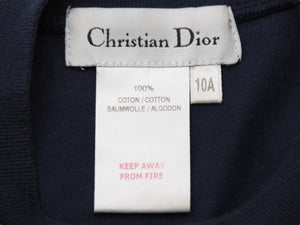 Christian Dior
10A
100%
COTON / COTTON
BAUMWOLLE / ALGODON
KEEP AWAY
FROM FIRE